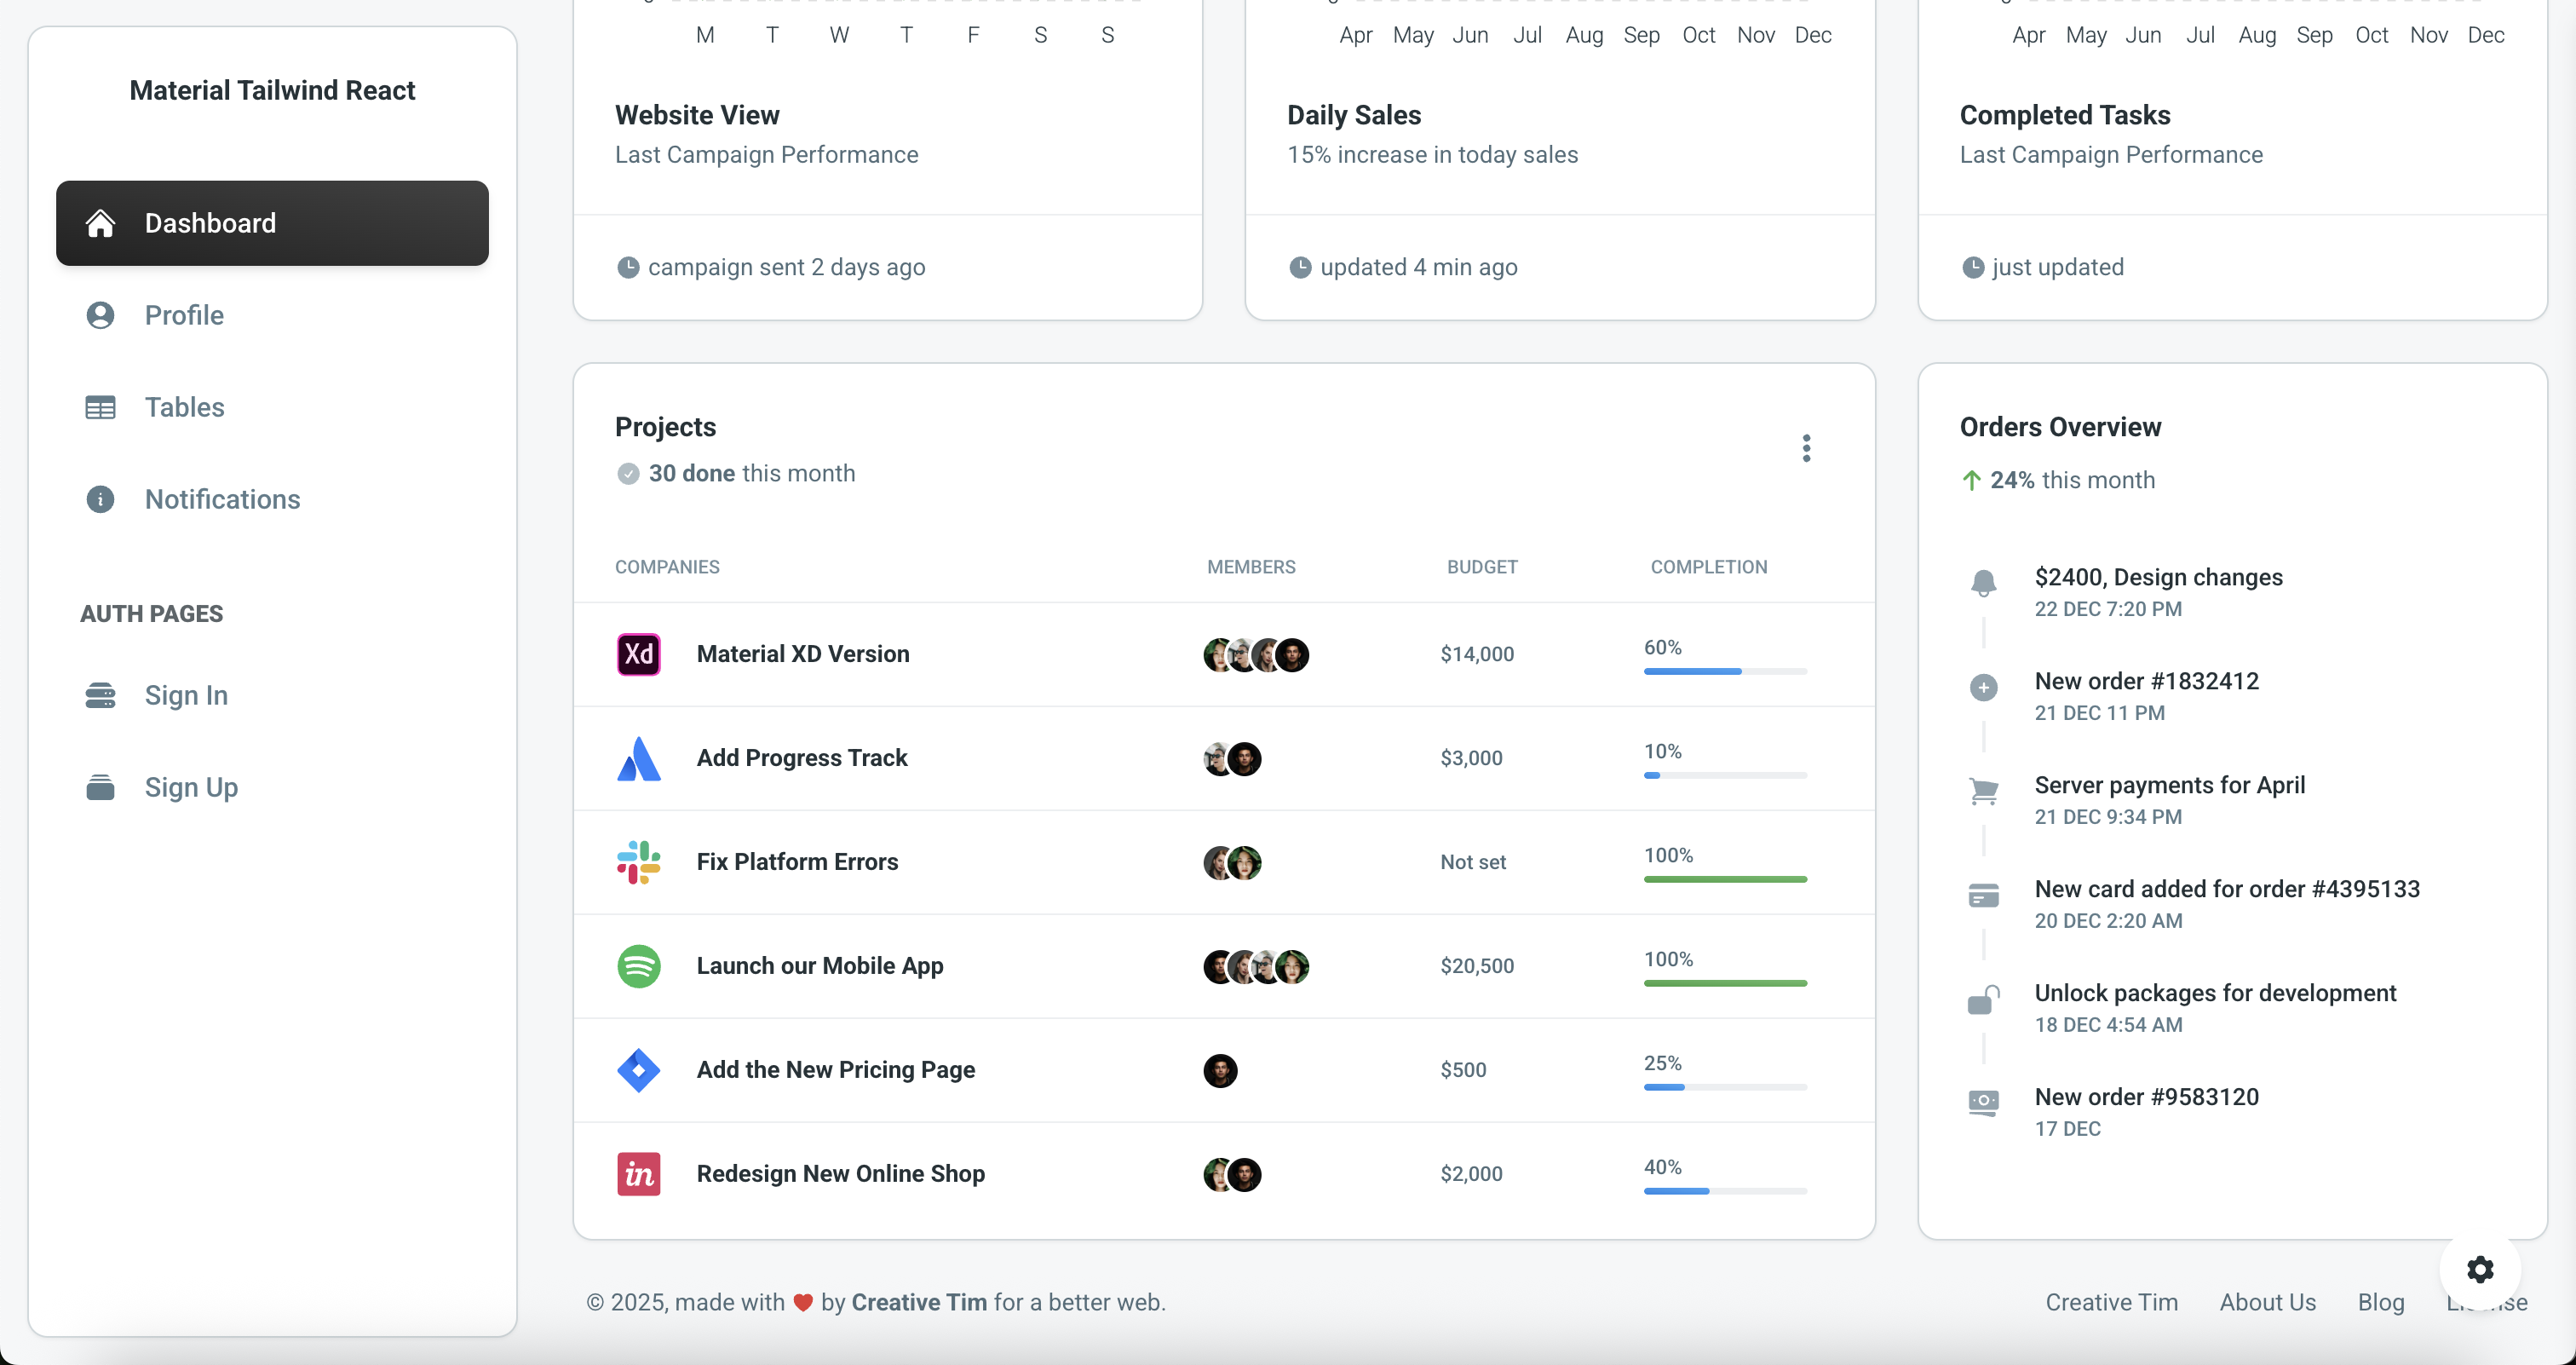 Material Tailwind React
Dashboard
Profile
Tables
Notifications
AUTH PAGES
Sign In
Sign Up
M T W T F S S
Website View
Last Campaign Performance
campaign sent 2 days ago
Apr May Jun Jul Aug Sep Oct Nov Dec
Daily Sales
15% increase in today sales
updated 4 min ago
Apr May Jun Jul Aug Sep Oct Nov Dec
Completed Tasks
Last Campaign Performance
just updated
Projects
30 done this month
COMPANIES MEMBERS BUDGET COMPLETION
Xd Material XD Version $14,000 60%
Add Progress Track $3,000 10%
Fix Platform Errors Not set 100%
Launch our Mobile App $20,500 100%
Add the New Pricing Page $500 25%
in Redesign New Online Shop $2,000 40%
Orders Overview
24% this month
$2400, Design changes
22 DEC 7:20 PM
New order #1832412
21 DEC 11 PM
Server payments for April
21 DEC 9:34 PM
New card added for order #4395133
20 DEC 2:20 AM
Unlock packages for development
18 DEC 4:54 AM
New order #9583120
17 DEC
© 2025, made with ❤ by Creative Tim for a better web.
Creative Tim About Us Blog